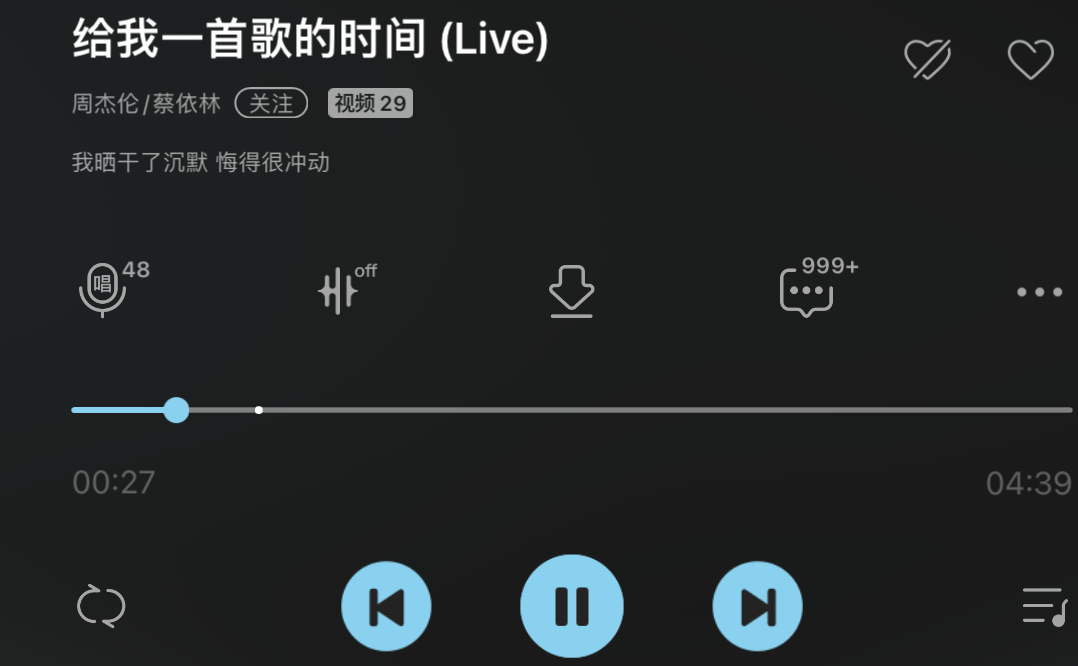 给我一首歌的时间 (Live)
周杰伦/蔡依林 关注 视频 29
我晒干了沉默 悔得很冲动
唱 48 off 999+
00:27 04:39